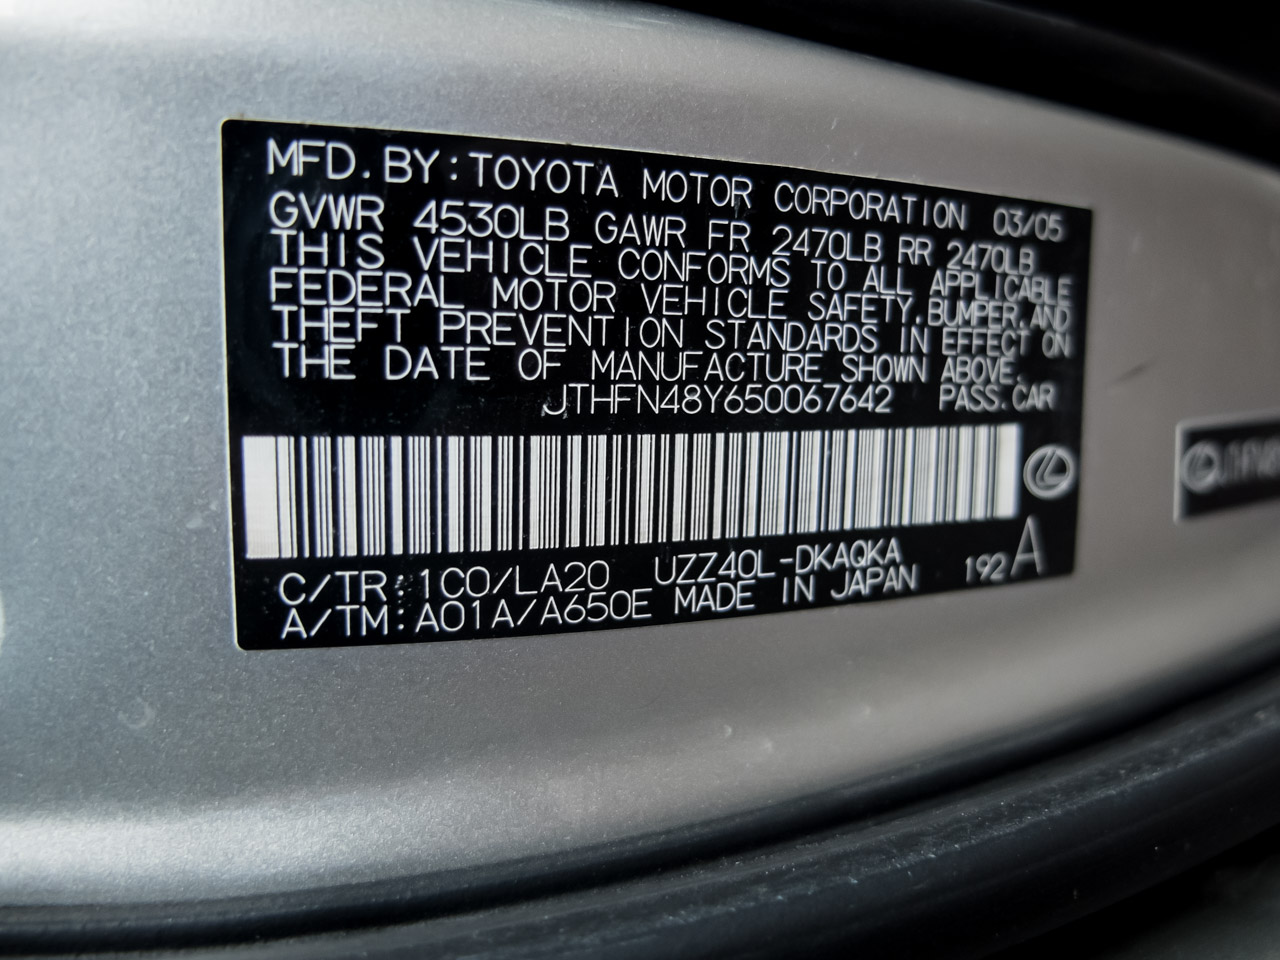 MFD. BY: TOYOTA MOTOR CORPORATION 03/05
GVWR 4530LB GAWR FR 2470LB RR 2470LB
THIS VEHICLE CONFORMS TO ALL APPLICABLE
FEDERAL MOTOR VEHICLE SAFETY, BUMPER, AND
THEFT PREVENTION STANDARDS IN EFFECT ON
THE DATE OF MANUFACTURE SHOWN ABOVE.
JTHFN48Y650067642 PASS. CAR
C/TR: 1C0/LA20 UZZ40L-DKAQKA 192 A
A/TM: A01A/A650E MADE IN JAPAN